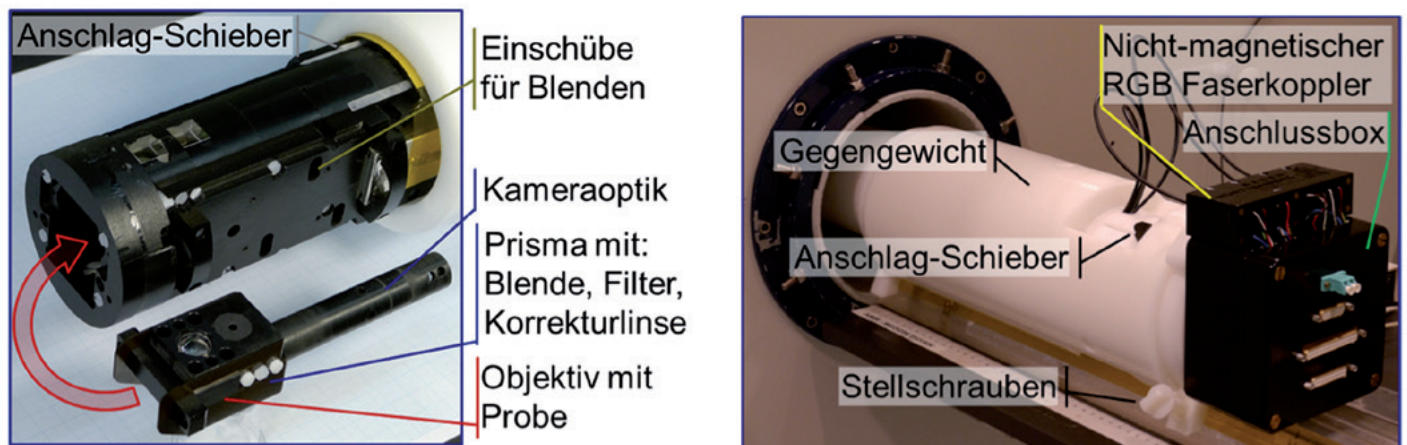 Anschlag-Schieber
Einschübe
für Blenden
Kameraoptik
Prisma mit:
Blende, Filter,
Korrekturlinse
Objektiv mit
Probe
Nicht-magnetischer
RGB Faserkoppler
Anschlussbox
Gegengewicht
Anschlag-Schieber
Stellschrauben